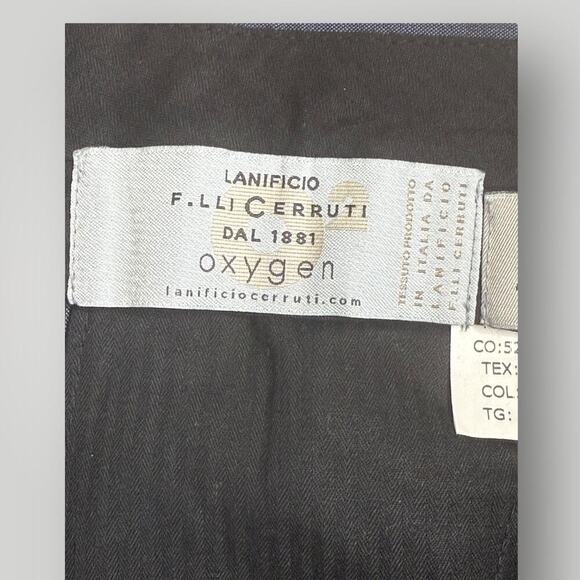 LANIFICIO
F.LLI CERRUTI
DAL 1881
oxygen
lanificiocerruti.com
TESSUTO PRODOTTO
IN ITALIA DA
LANIFICIO
F.LLI CERRUTI
CO:52
TEX:
COL:
TG: